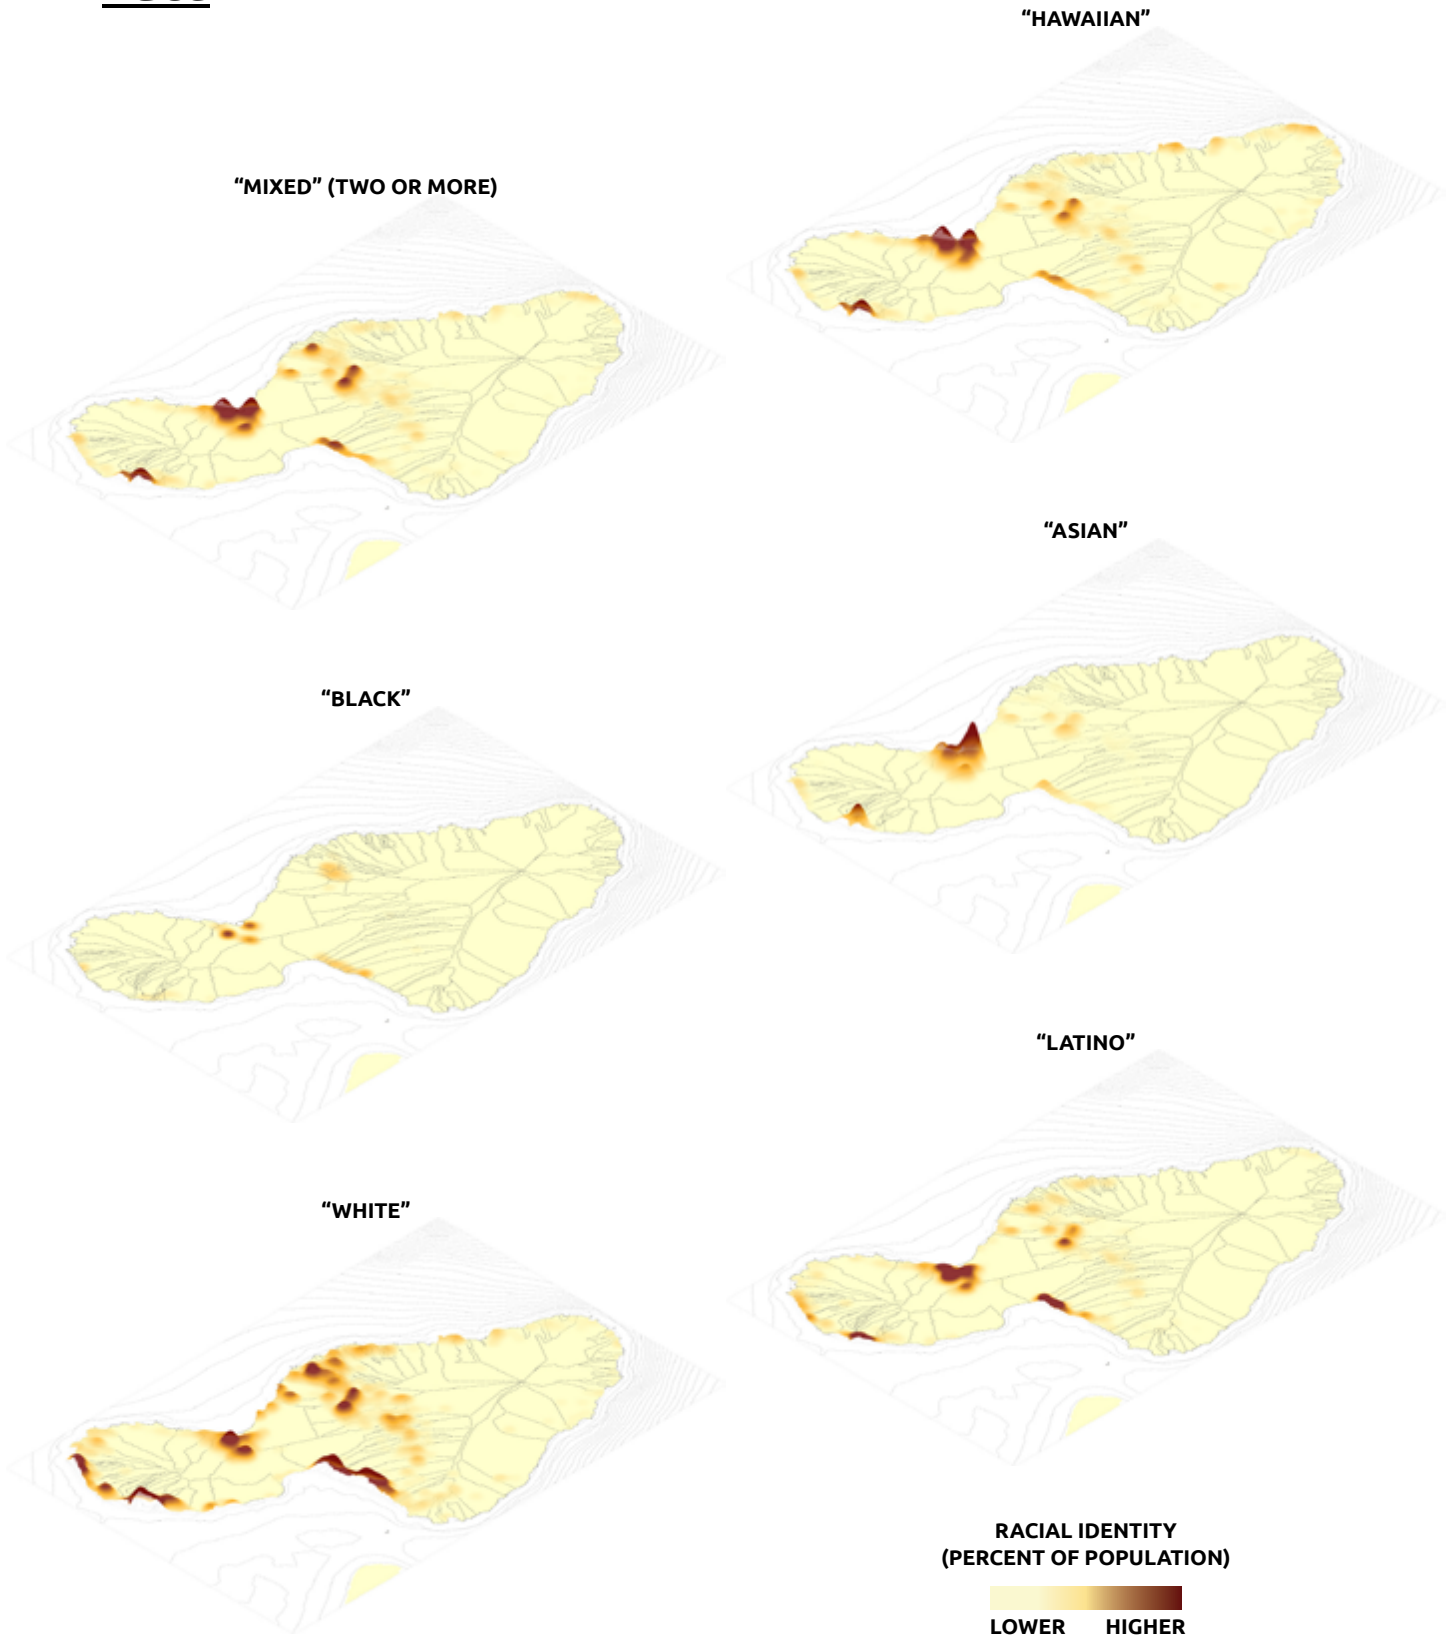 “HAWAIIAN”
“MIXED” (TWO OR MORE)
“ASIAN”
“BLACK”
“LATINO”
“WHITE”
RACIAL IDENTITY
(PERCENT OF POPULATION)
LOWER HIGHER